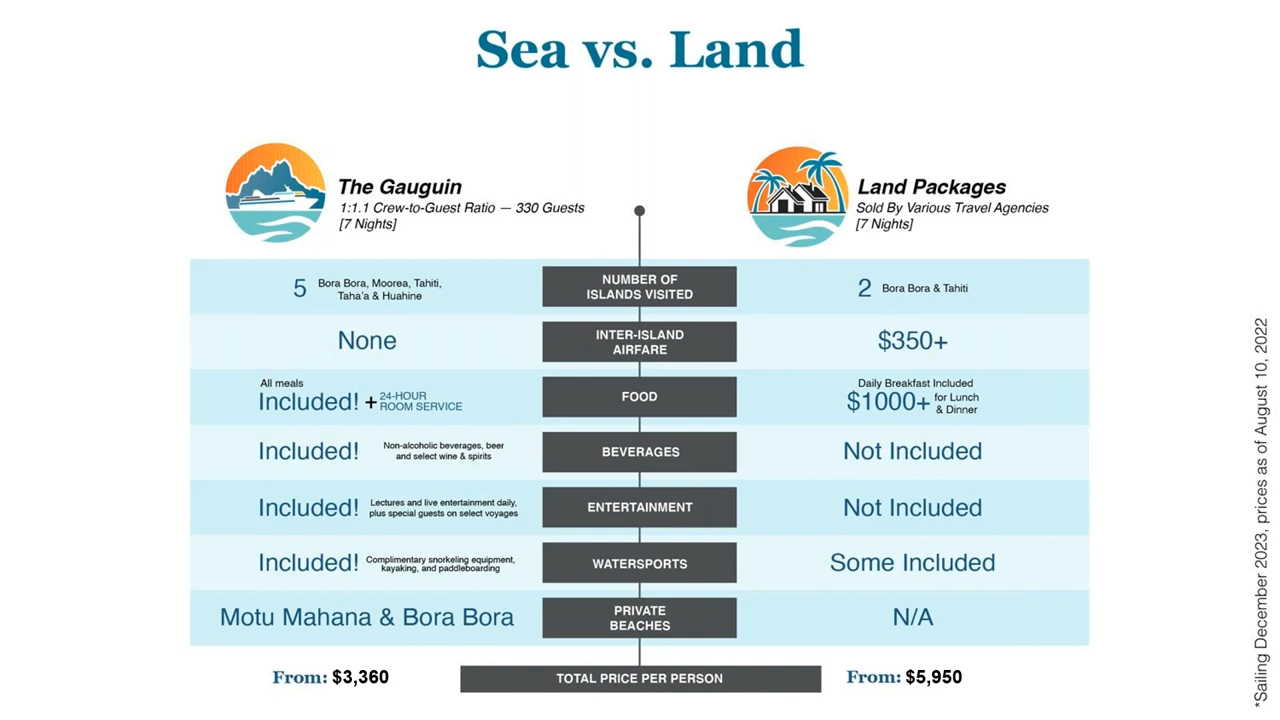 Sea vs. Land
The Gauguin
1:1.1 Crew-to-Guest Ratio — 330 Guests
[7 Nights]
Land Packages
Sold By Various Travel Agencies
[7 Nights]
5 Bora Bora, Moorea, Tahiti,
Taha'a & Huahine
NUMBER OF
ISLANDS VISITED
2 Bora Bora & Tahiti
None
INTER-ISLAND
AIRFARE
$350+
All meals
Included! + 24-HOUR
ROOM SERVICE
FOOD
Daily Breakfast Included
$1000+ for Lunch
& Dinner
Included! Non-alcoholic beverages, beer
and select wine & spirits
BEVERAGES
Not Included
Included! Lectures and live entertainment daily,
plus special guests on select voyages
ENTERTAINMENT
Not Included
Included! Complimentary snorkeling equipment,
kayaking, and paddleboarding
WATERSPORTS
Some Included
Motu Mahana & Bora Bora
PRIVATE
BEACHES
N/A
From: $3,360
TOTAL PRICE PER PERSON
From: $5,950
*Sailing December 2023, prices as of August 10, 2022